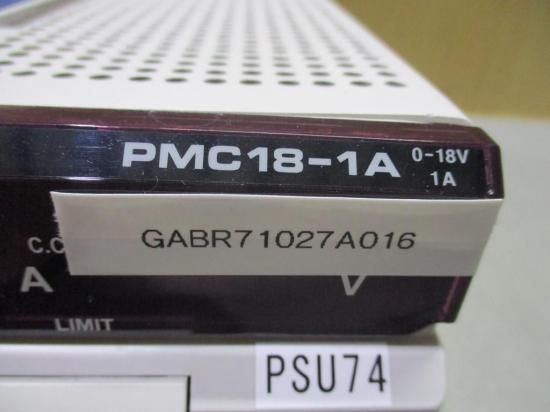 PMC18-1A 0-18V
1A
GABR71027A016
C.C
A V
LIMIT
PSU74